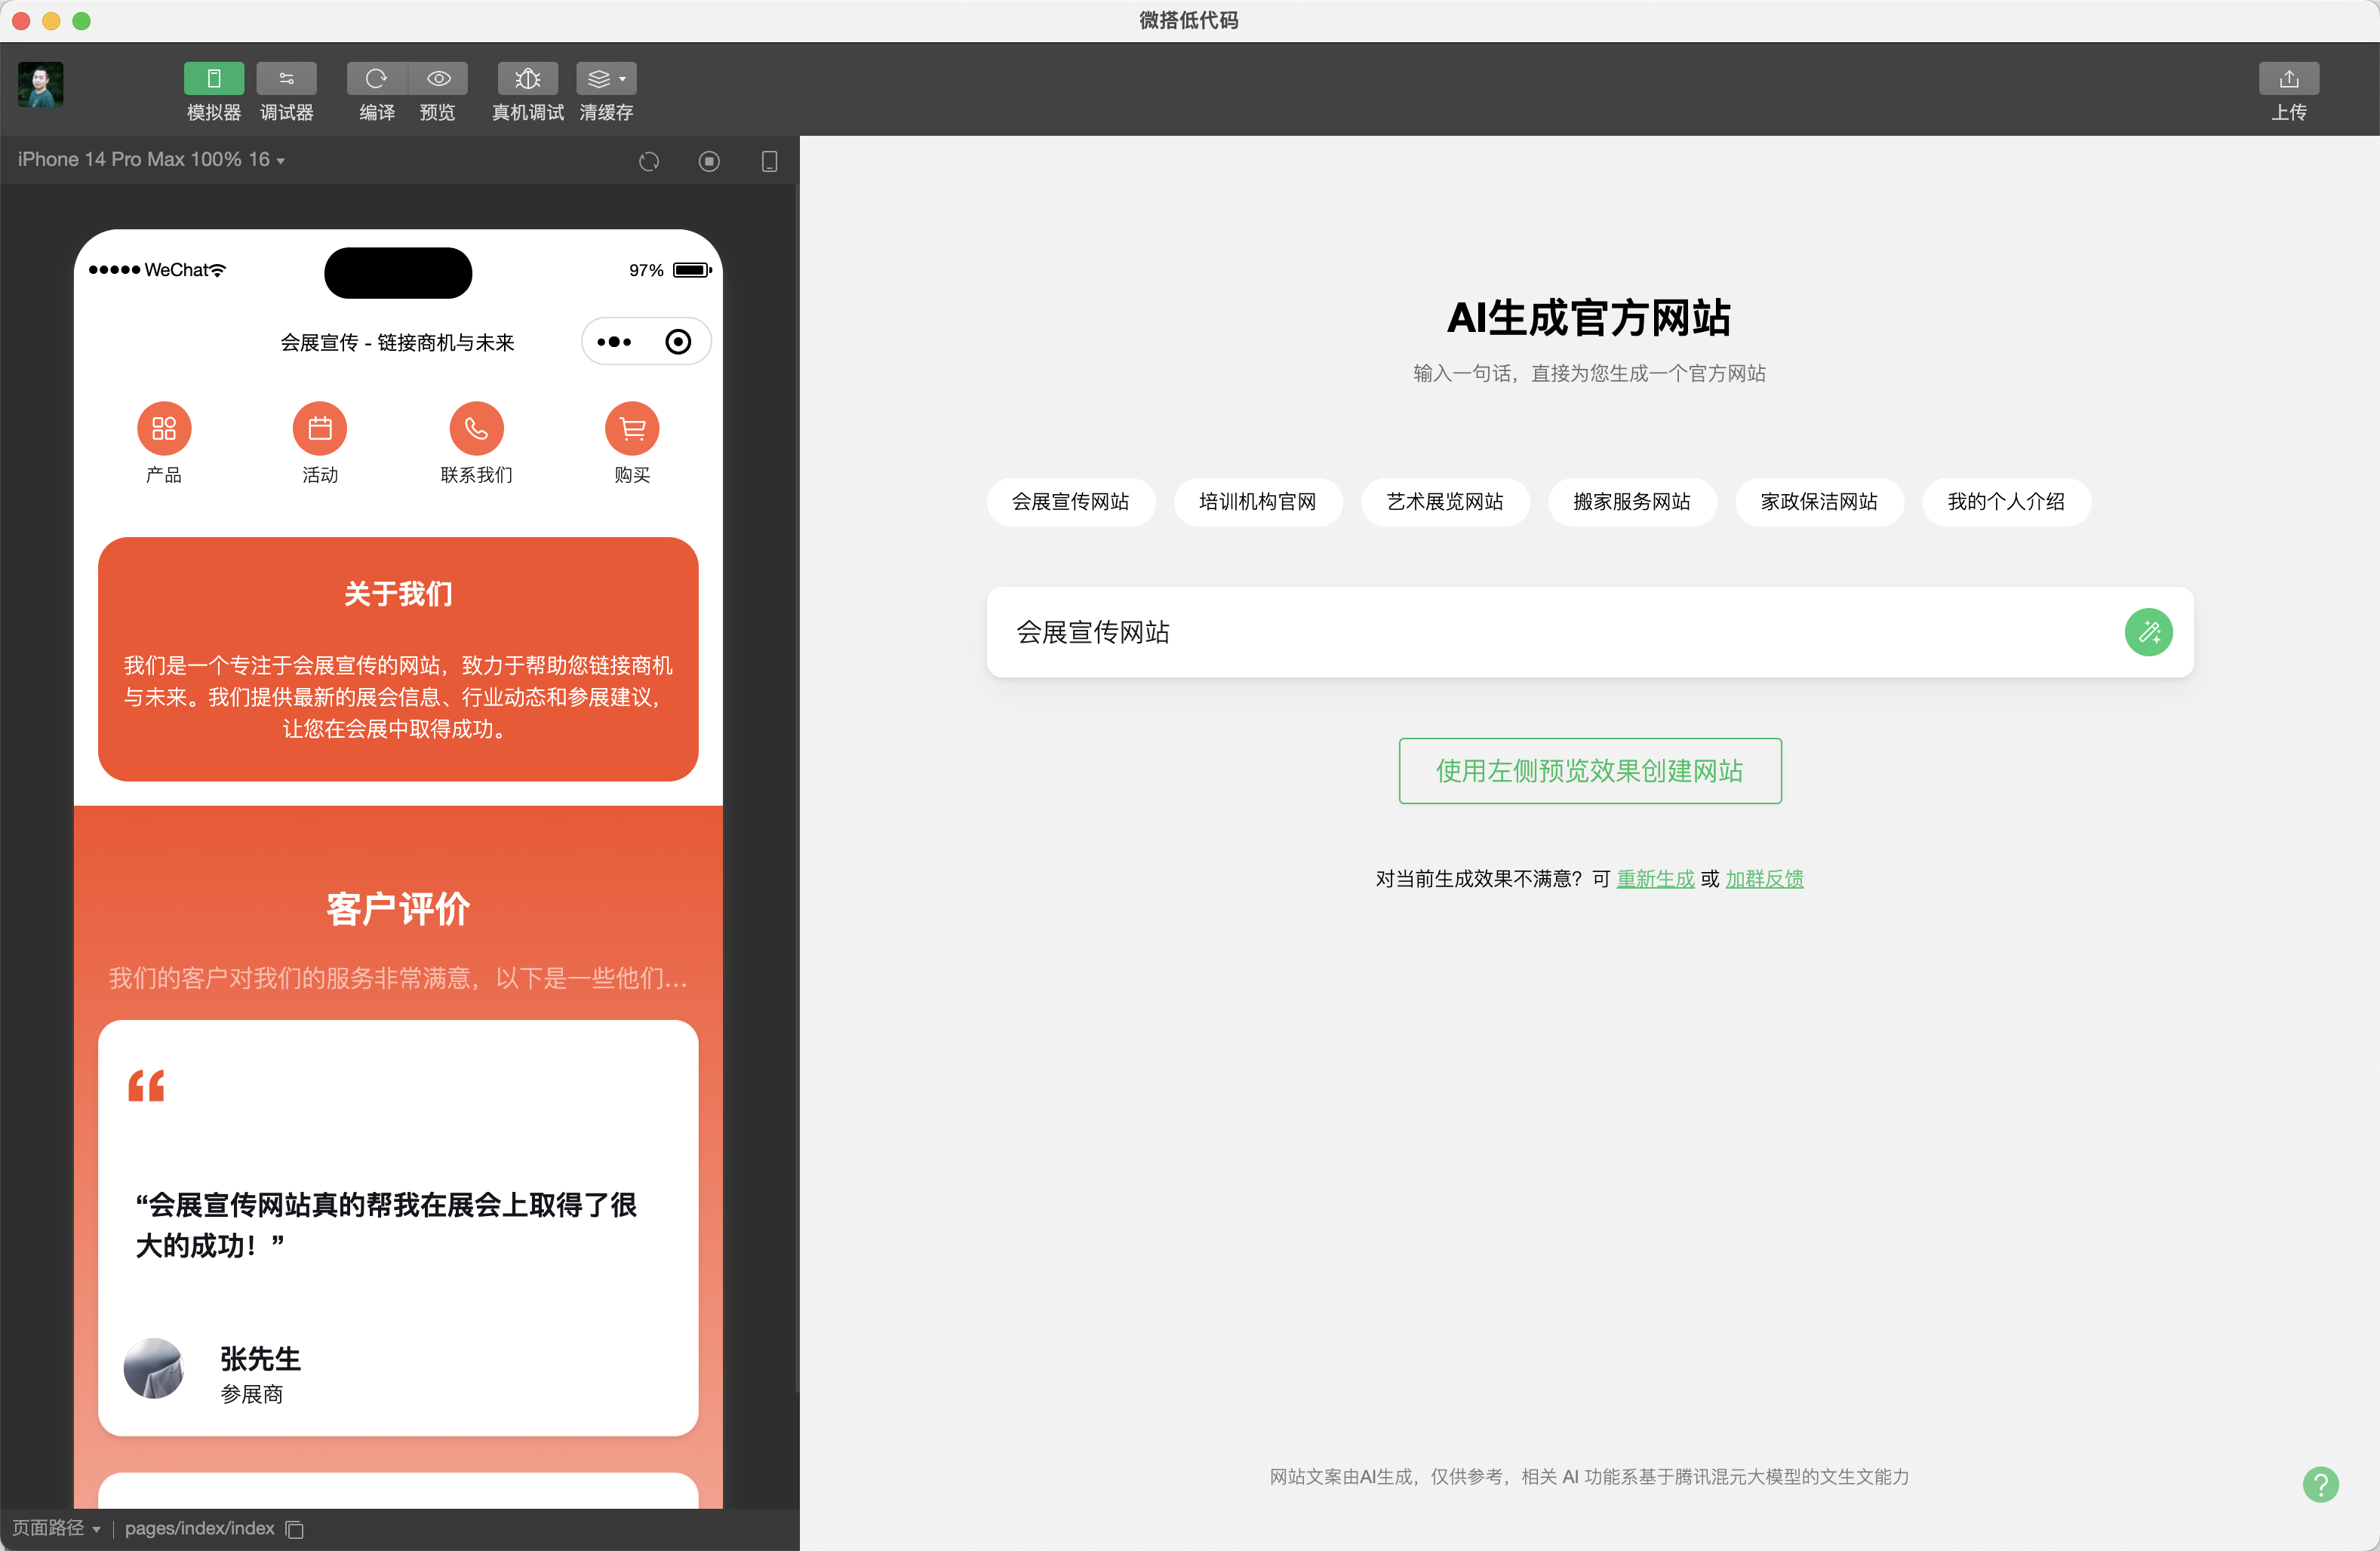 微搭低代码
模拟器
调试器
编译
预览
真机调试
清缓存
上传
iPhone 14 Pro Max 100% 16
WeChat
97%
会展宣传 - 链接商机与未来
产品
活动
联系我们
购买
关于我们
我们是一个专注于会展宣传的网站，致力于帮助您链接商机
与未来。我们提供最新的展会信息、行业动态和参展建议，
让您在会展中取得成功。
客户评价
我们的客户对我们的服务非常满意，以下是一些他们...
“会展宣传网站真的帮我在展会上取得了很
大的成功！”
张先生
参展商
页面路径
pages/index/index
AI生成官方网站
输入一句话，直接为您生成一个官方网站
会展宣传网站
培训机构官网
艺术展览网站
搬家服务网站
家政保洁网站
我的个人介绍
会展宣传网站
使用左侧预览效果创建网站
对当前生成效果不满意？可 重新生成 或 加群反馈
网站文案由AI生成，仅供参考，相关 AI 功能系基于腾讯混元大模型的文生文能力
?